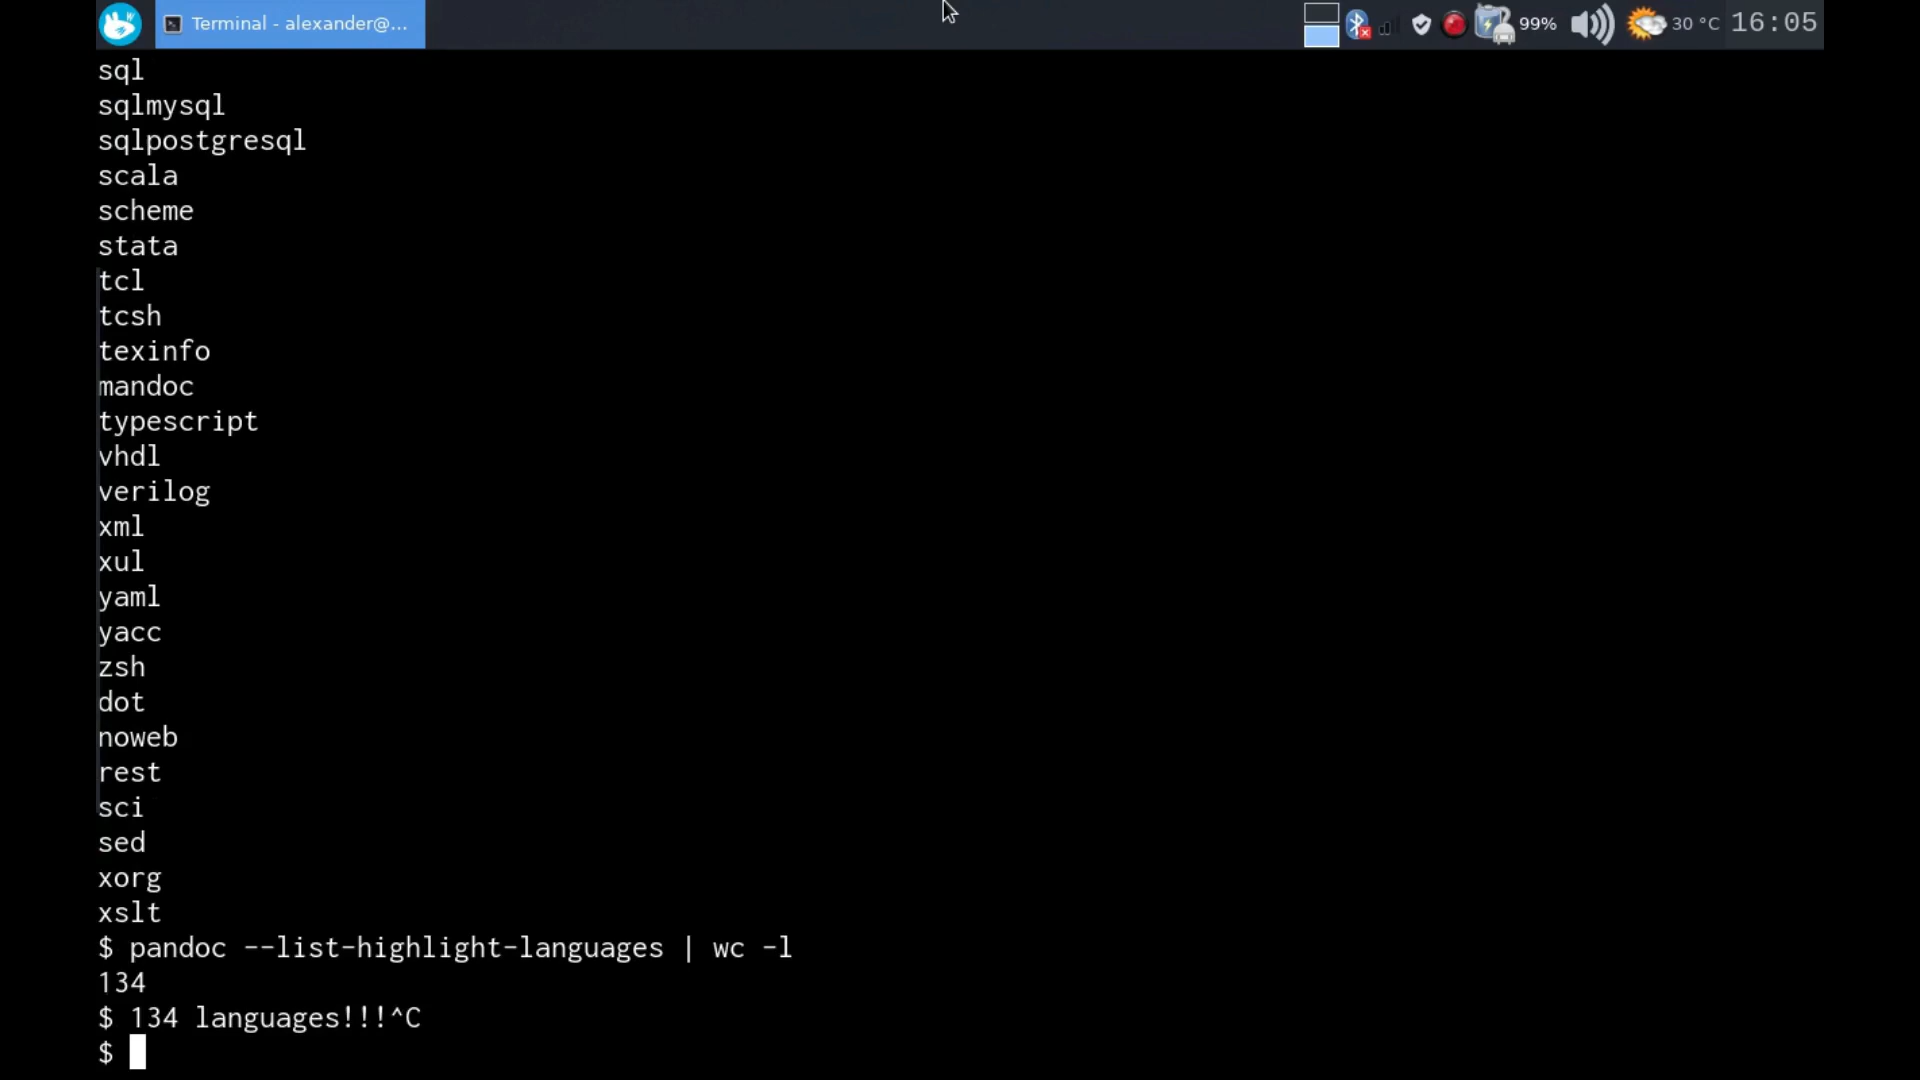 Terminal - alexander@...
99%
30 °C
16:05
sql
sqlmysql
sqlpostgresql
scala
scheme
stata
tcl
tcsh
texinfo
mandoc
typescript
vhdl
verilog
xml
xul
yaml
yacc
zsh
dot
noweb
rest
sci
sed
xorg
xslt
$ pandoc --list-highlight-languages | wc -l
134
$ 134 languages!!!^C
$